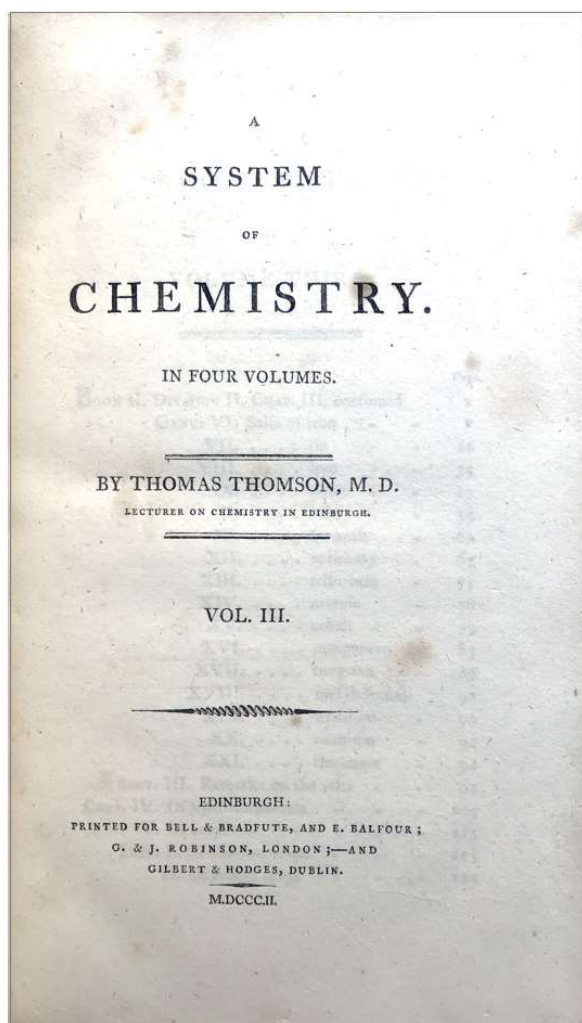 A
SYSTEM
OF
CHEMISTRY.
IN FOUR VOLUMES.
BY THOMAS THOMSON, M. D.
LECTURER ON CHEMISTRY IN EDINBURGH.
VOL. III.
EDINBURGH:
PRINTED FOR BELL & BRADFUTE, AND E. BALFOUR;
G. & J. ROBINSON, LONDON;—AND
GILBERT & HODGES, DUBLIN.
M.DCCC.II.